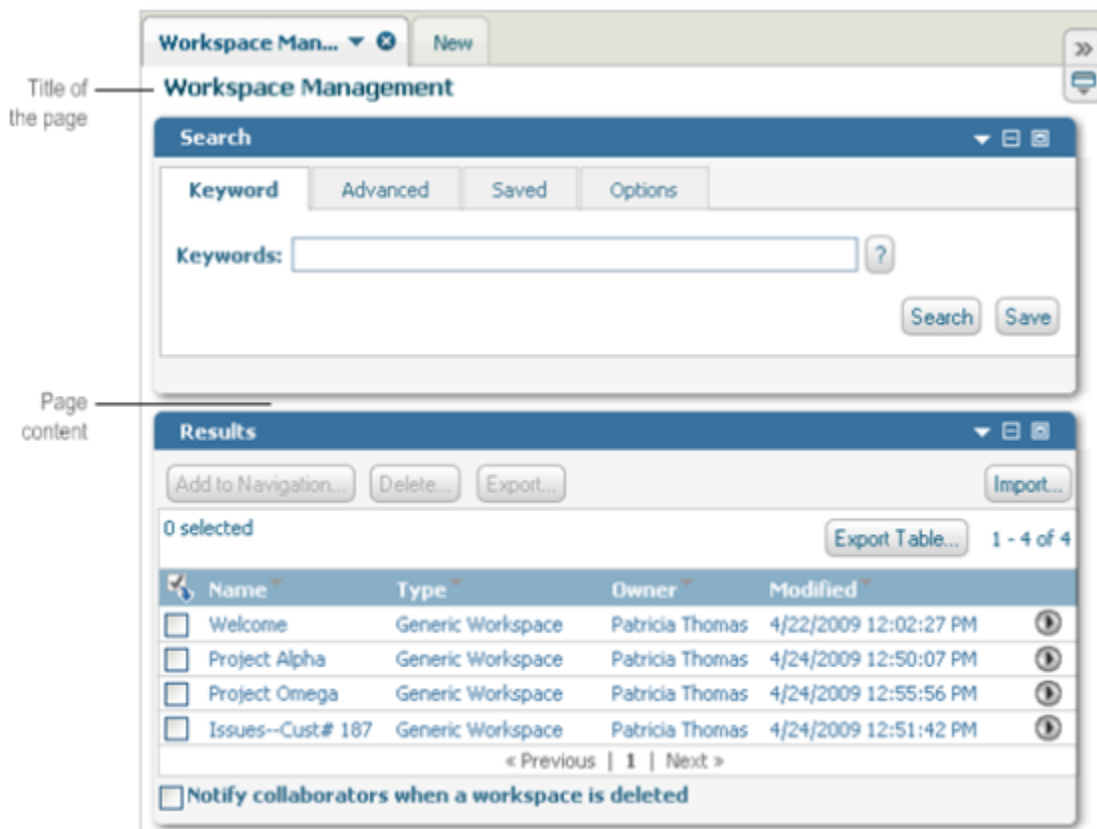 Workspace Man... New
Title of
the page
Workspace Management
Search
Keyword Advanced Saved Options
Keywords: ?
Search Save
Page
content
Results
Add to Navigation... Delete... Export... Import...
0 selected Export Table... 1 - 4 of 4
Name Type Owner Modified
Welcome Generic Workspace Patricia Thomas 4/22/2009 12:02:27 PM
Project Alpha Generic Workspace Patricia Thomas 4/24/2009 12:50:07 PM
Project Omega Generic Workspace Patricia Thomas 4/24/2009 12:55:56 PM
Issues--Cust# 187 Generic Workspace Patricia Thomas 4/24/2009 12:51:42 PM
« Previous | 1 | Next »
Notify collaborators when a workspace is deleted